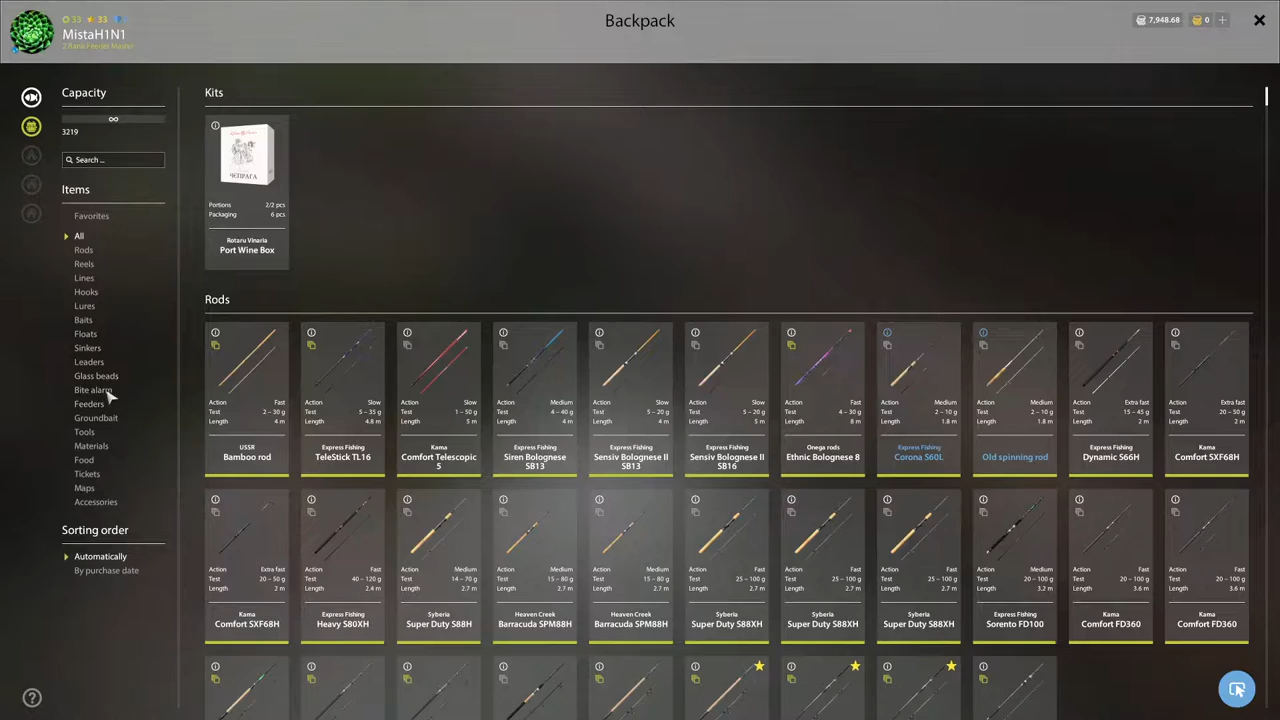 33 33
MistaH1N1
2 Rank Feeder Master
Backpack
7,948.68
0
Capacity
∞
3219
Search ...
Items
Favorites
All
Rods
Reels
Lines
Hooks
Lures
Baits
Floats
Sinkers
Leaders
Glass beads
Bite alarm
Feeders
Groundbait
Tools
Materials
Food
Tickets
Maps
Accessories
Sorting order
Automatically
By purchase date
Kits
ЧЕПРАГА
Portions 2/2 pcs
Packaging 6 pcs
Rotaru Vinaria
Port Wine Box
Rods
Action Fast
Test 2 – 30 g
Length 4 m
USSR
Bamboo rod
Action Slow
Test 5 – 35 g
Length 4.8 m
Express Fishing
TeleStick TL16
Action Slow
Test 1 – 50 g
Length 5 m
Kama
Comfort Telescopic
5
Action Medium
Test 4 – 40 g
Length 4 m
Express Fishing
Siren Bolognese
SB13
Action Slow
Test 5 – 20 g
Length 4 m
Express Fishing
Sensiv Bolognese II
SB13
Action Slow
Test 5 – 20 g
Length 5 m
Express Fishing
Sensiv Bolognese II
SB16
Action Fast
Test 4 – 30 g
Length 8 m
Onega rods
Ethnic Bolognese 8
Action Medium
Test 2 – 10 g
Length 1.8 m
Express Fishing
Corona S60L
Action Medium
Test 2 – 10 g
Length 1.8 m
Old spinning rod
Action Extra fast
Test 15 – 45 g
Length 2 m
Express Fishing
Dynamic S66H
Action Extra fast
Test 20 – 50 g
Length 2 m
Kama
Comfort SXF68H
Action Extra fast
Test 20 – 50 g
Length 2 m
Kama
Comfort SXF68H
Action Fast
Test 40 – 120 g
Length 2.4 m
Express Fishing
Heavy S80XH
Action Medium
Test 14 – 70 g
Length 2.7 m
Syberia
Super Duty S88H
Action Medium
Test 15 – 80 g
Length 2.7 m
Heaven Creek
Barracuda SPM88H
Action Medium
Test 15 – 80 g
Length 2.7 m
Heaven Creek
Barracuda SPM88H
Action Fast
Test 25 – 100 g
Length 2.7 m
Syberia
Super Duty S88XH
Action Fast
Test 25 – 100 g
Length 2.7 m
Syberia
Super Duty S88XH
Action Fast
Test 25 – 100 g
Length 2.7 m
Syberia
Super Duty S88XH
Action Medium
Test 20 – 100 g
Length 3.2 m
Express Fishing
Sorento FD100
Action Fast
Test 20 – 100 g
Length 3.6 m
Kama
Comfort FD360
Action Fast
Test 20 – 100 g
Length 3.6 m
Kama
Comfort FD360